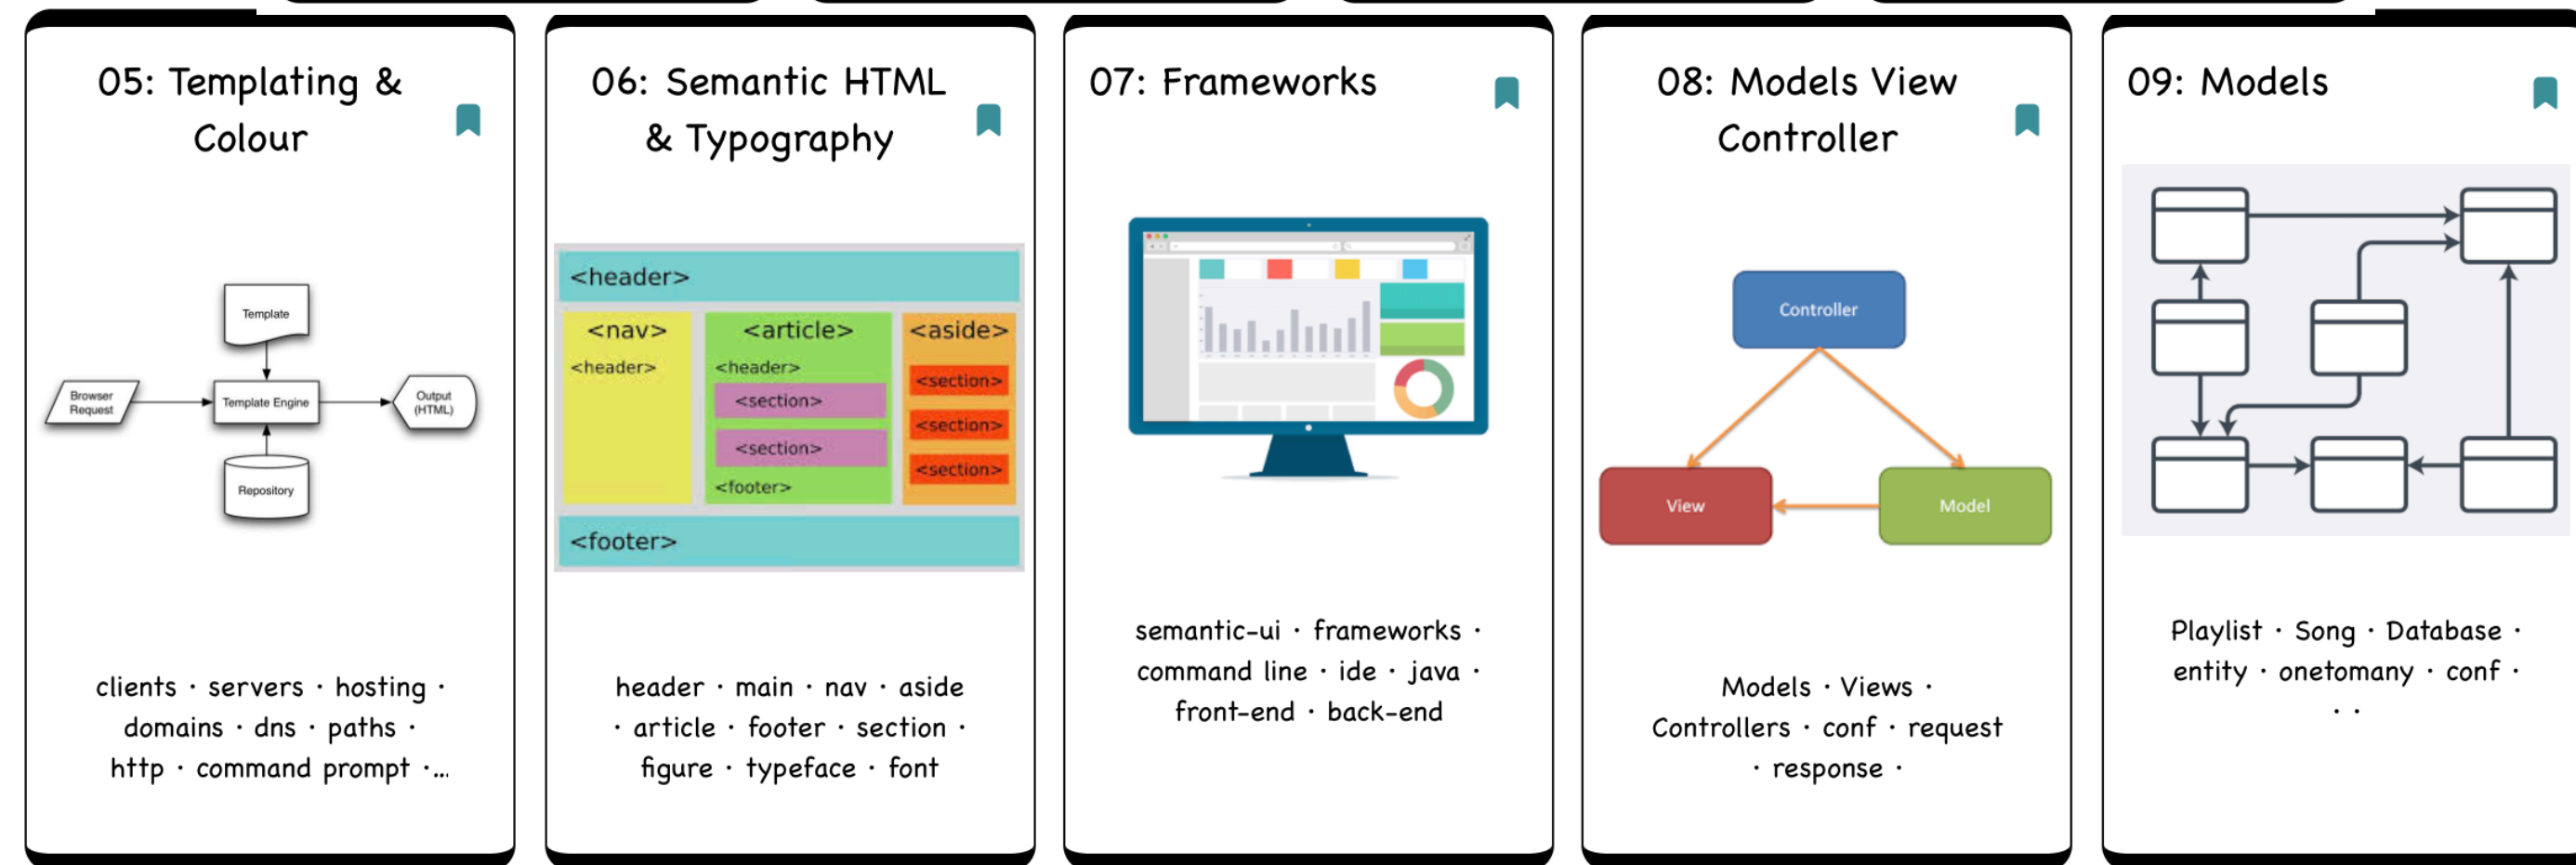 05: Templating &
Colour
Template
Browser
Request
Template Engine
Output
(HTML)
Repository
clients · servers · hosting ·
domains · dns · paths ·
http · command prompt ·...
06: Semantic HTML
& Typography
<header>
<nav>
<header>
<article>
<header>
<section>
<section>
<footer>
<aside>
<section>
<section>
<section>
<footer>
header · main · nav · aside
· article · footer · section ·
figure · typeface · font
07: Frameworks
semantic-ui · frameworks ·
command line · ide · java ·
front-end · back-end
08: Models View
Controller
Controller
View
Model
Models · Views ·
Controllers · conf · request
· response ·
09: Models
Playlist · Song · Database ·
entity · onetomany · conf ·
· ·